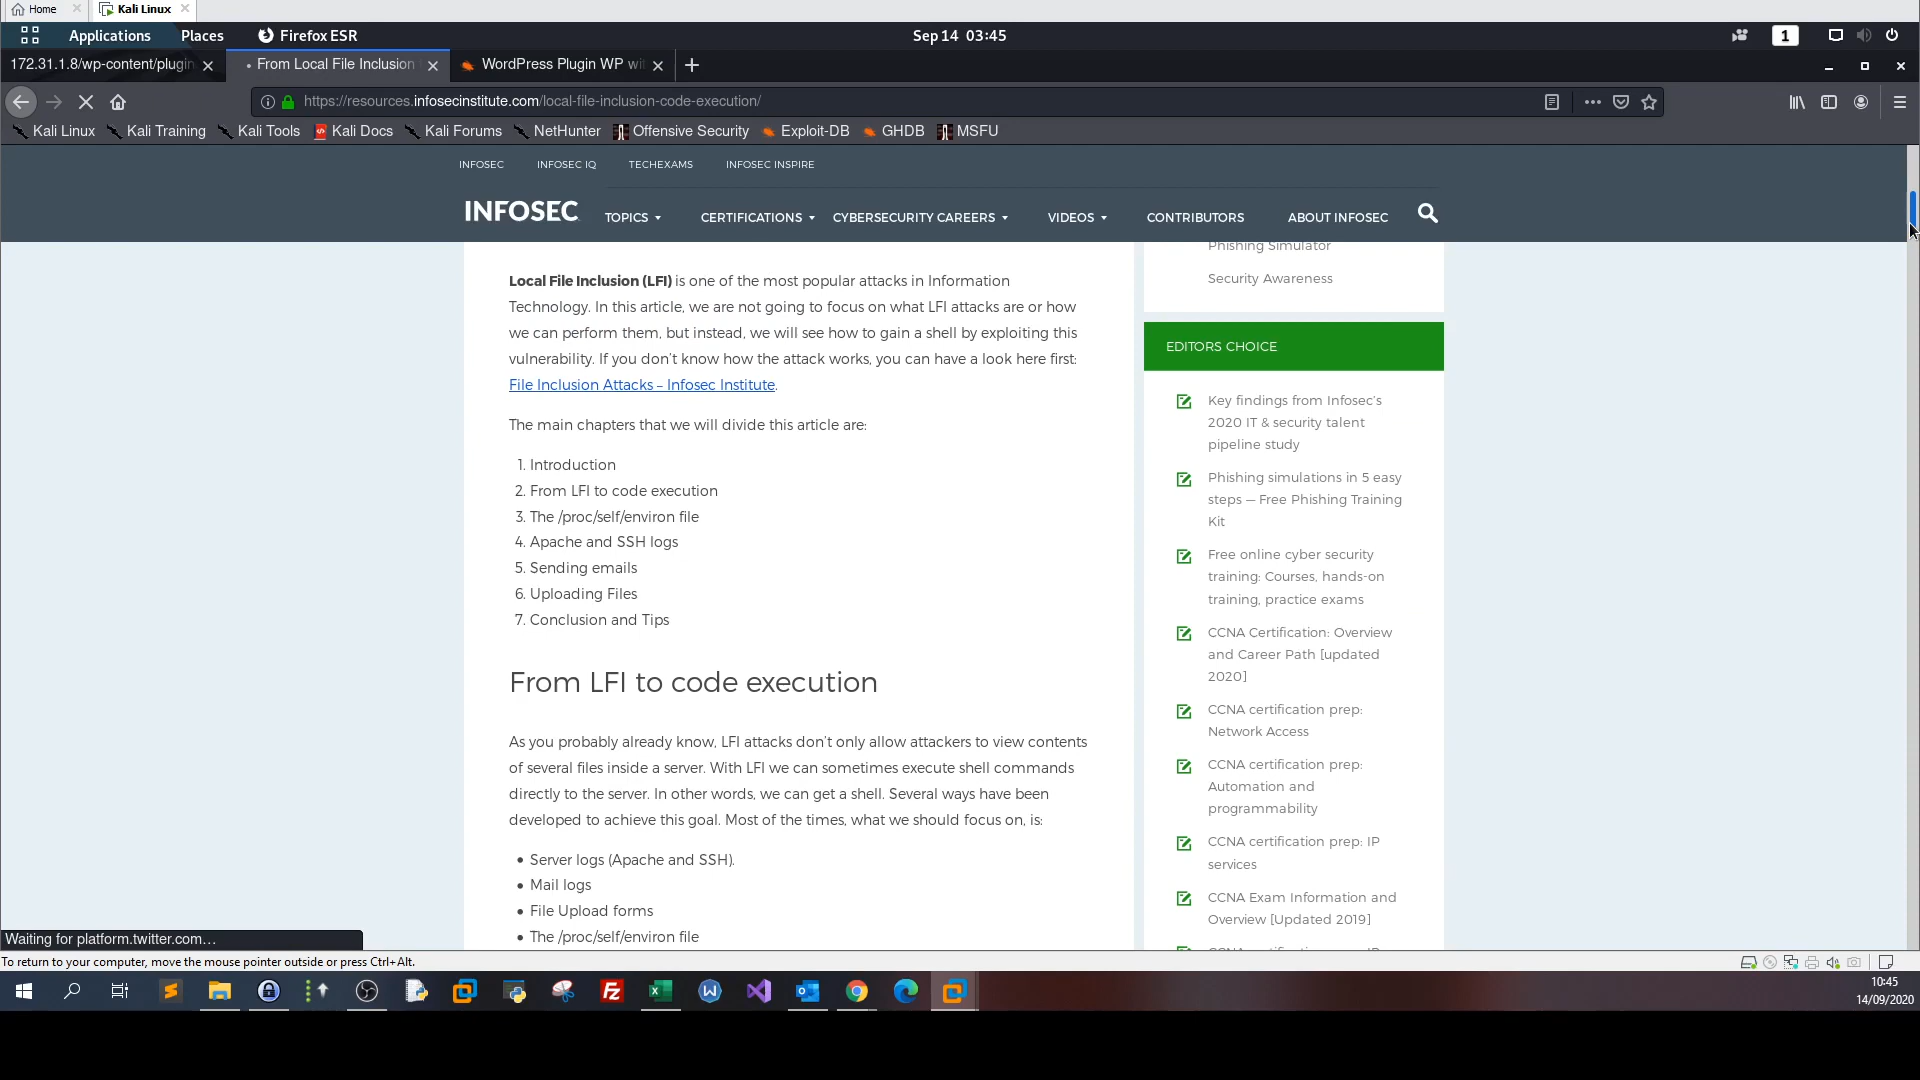 Home
Kali Linux
Applications
Places
Firefox ESR
Sep 14 03:45
1
172.31.1.8/wp-content/plugin
From Local File Inclusion
WordPress Plugin WP wit
https://resources.infosecinstitute.com/local-file-inclusion-code-execution/
Kali Linux
Kali Training
Kali Tools
Kali Docs
Kali Forums
NetHunter
Offensive Security
Exploit-DB
GHDB
MSFU
INFOSEC
INFOSEC IQ
TECHEXAMS
INFOSEC INSPIRE
INFOSEC
TOPICS
CERTIFICATIONS
CYBERSECURITY CAREERS
VIDEOS
CONTRIBUTORS
ABOUT INFOSEC
Local File Inclusion (LFI) is one of the most popular attacks in Information
Technology. In this article, we are not going to focus on what LFI attacks are or how
we can perform them, but instead, we will see how to gain a shell by exploiting this
vulnerability. If you don’t know how the attack works, you can have a look here first:
File Inclusion Attacks – Infosec Institute.
The main chapters that we will divide this article are:
1. Introduction
2. From LFI to code execution
3. The /proc/self/environ file
4. Apache and SSH logs
5. Sending emails
6. Uploading Files
7. Conclusion and Tips
From LFI to code execution
As you probably already know, LFI attacks don’t only allow attackers to view contents
of several files inside a server. With LFI we can sometimes execute shell commands
directly to the server. In other words, we can get a shell. Several ways have been
developed to achieve this goal. Most of the times, what we should focus on, is:
• Server logs (Apache and SSH).
• Mail logs
• File Upload forms
• The /proc/self/environ file
Phishing Simulator
Security Awareness
EDITORS CHOICE
Key findings from Infosec’s
2020 IT & security talent
pipeline study
Phishing simulations in 5 easy
steps — Free Phishing Training
Kit
Free online cyber security
training: Courses, hands-on
training, practice exams
CCNA Certification: Overview
and Career Path [updated
2020]
CCNA certification prep:
Network Access
CCNA certification prep:
Automation and
programmability
CCNA certification prep: IP
services
CCNA Exam Information and
Overview [Updated 2019]
Waiting for platform.twitter.com…
To return to your computer, move the mouse pointer outside or press Ctrl+Alt.
10:45
14/09/2020